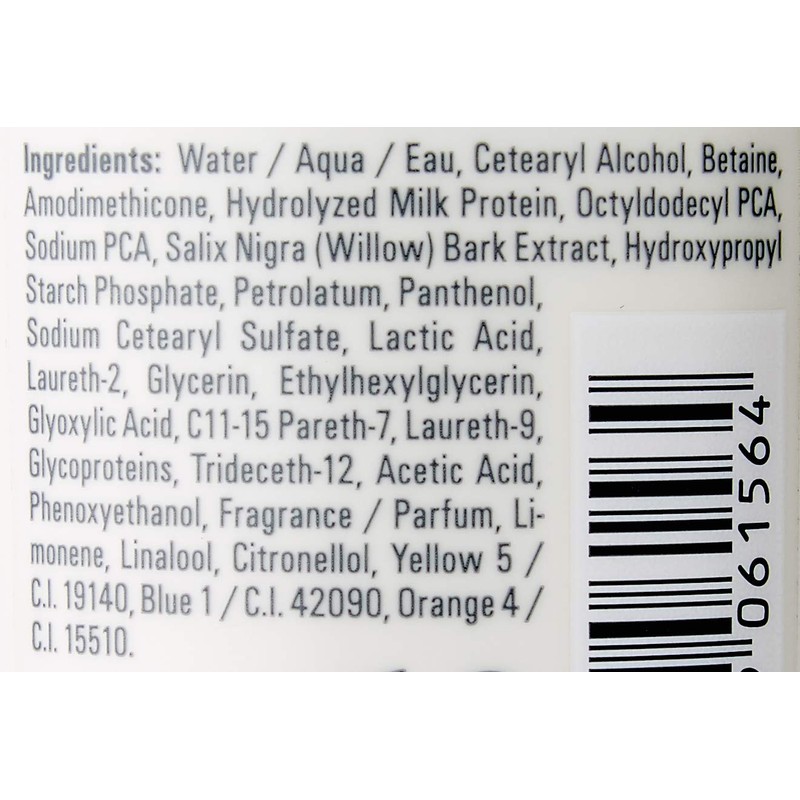 Ingredients: Water / Aqua / Eau, Cetearyl Alcohol, Betaine,
Amodimethicone, Hydrolyzed Milk Protein, Octyldodecyl PCA,
Sodium PCA, Salix Nigra (Willow) Bark Extract, Hydroxypropyl
Starch Phosphate, Petrolatum, Panthenol,
Sodium Cetearyl Sulfate, Lactic Acid,
Laureth-2, Glycerin, Ethylhexylglycerin,
Glyoxylic Acid, C11-15 Pareth-7, Laureth-9,
Glycoproteins, Trideceth-12, Acetic Acid,
Phenoxyethanol, Fragrance / Parfum, Li-
monene, Linalool, Citronellol, Yellow 5 /
C.I. 19140, Blue 1 / C.I. 42090, Orange 4 /
C.I. 15510.
061564